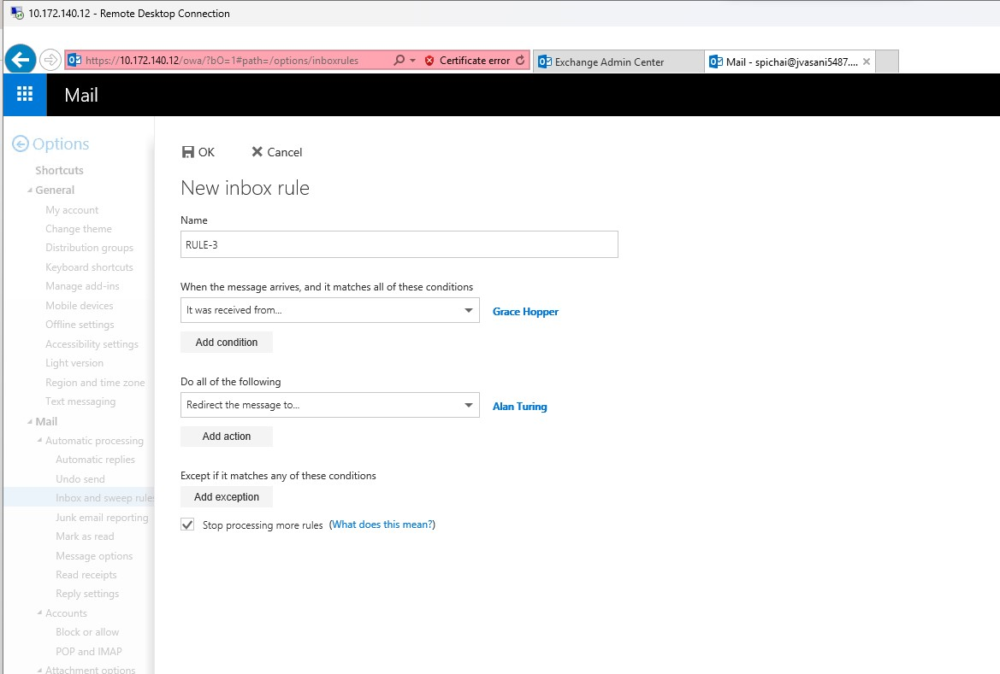 10.172.140.12 - Remote Desktop Connection
https://10.172.140.12/owa/?bO=1#path=/options/inboxrules Certificate error Exchange Admin Center Mail - spichai@jvasani5487....
Mail
Options
Shortcuts
General
My account
Change theme
Distribution groups
Keyboard shortcuts
Manage add-ins
Mobile devices
Offline settings
Accessibility settings
Light version
Region and time zone
Text messaging
Mail
Automatic processing
Automatic replies
Undo send
Inbox and sweep rules
Junk email reporting
Mark as read
Message options
Read receipts
Reply settings
Accounts
Block or allow
POP and IMAP
Attachment options
OK Cancel
New inbox rule
Name
RULE-3
When the message arrives, and it matches all of these conditions
It was received from... Grace Hopper
Add condition
Do all of the following
Redirect the message to... Alan Turing
Add action
Except if it matches any of these conditions
Add exception
Stop processing more rules (What does this mean?)